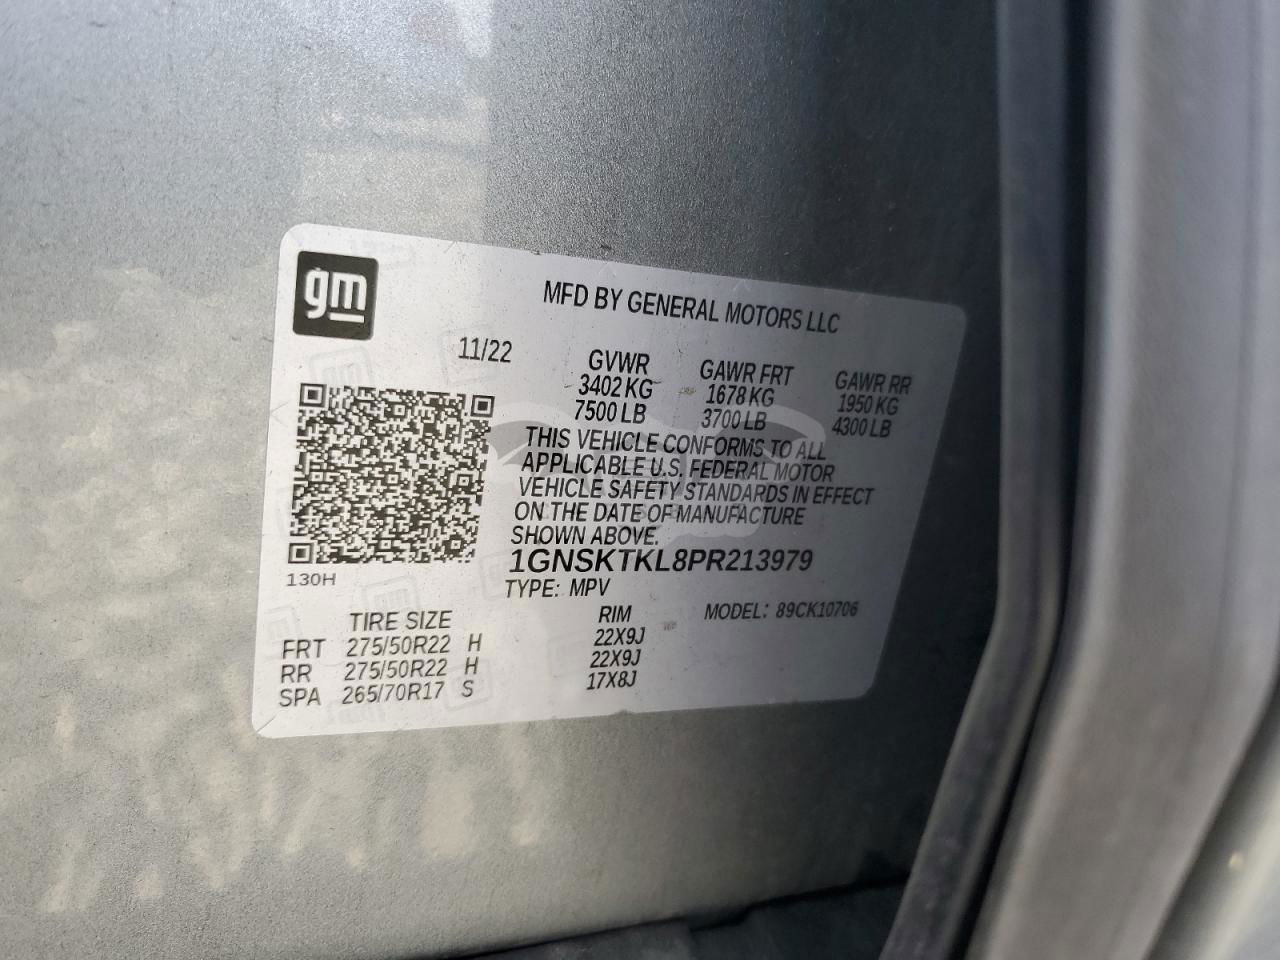 gm
MFD BY GENERAL MOTORS LLC
11/22
GVWR GAWR FRT GAWR RR
3402 KG 1678 KG 1950 KG
7500 LB 3700 LB 4300 LB
THIS VEHICLE CONFORMS TO ALL
APPLICABLE U.S. FEDERAL MOTOR
VEHICLE SAFETY STANDARDS IN EFFECT
ON THE DATE OF MANUFACTURE
SHOWN ABOVE.
1GNSKTKL8PR213979
130H
TYPE: MPV
TIRE SIZE RIM MODEL: 89CK10706
FRT 275/50R22 H 22X9J
RR 275/50R22 H 22X9J
SPA 265/70R17 S 17X8J